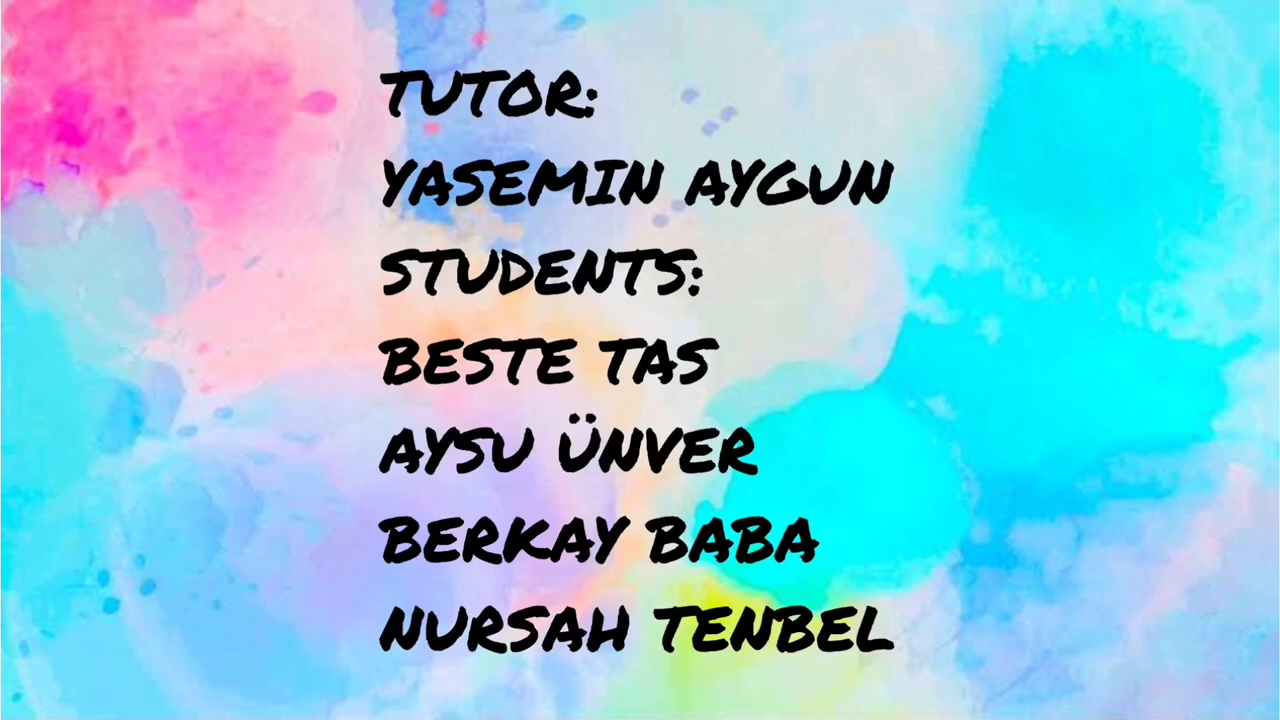 TUTOR:
YASEMIN AYGUN
STUDENTS:
BESTE TAS
AYSU ÜNVER
BERKAY BABA
NURSAH TENBEL